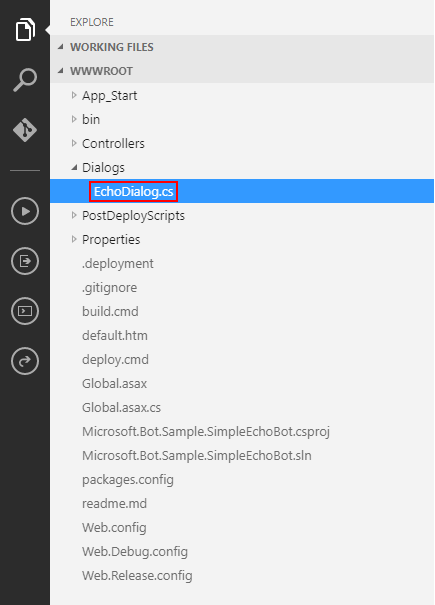 EXPLORE
WORKING FILES
WWWROOT
App_Start
bin
Controllers
Dialogs
EchoDialog.cs
PostDeployScripts
Properties
.deployment
.gitignore
build.cmd
default.htm
deploy.cmd
Global.asax
Global.asax.cs
Microsoft.Bot.Sample.SimpleEchoBot.csproj
Microsoft.Bot.Sample.SimpleEchoBot.sln
packages.config
readme.md
Web.config
Web.Debug.config
Web.Release.config